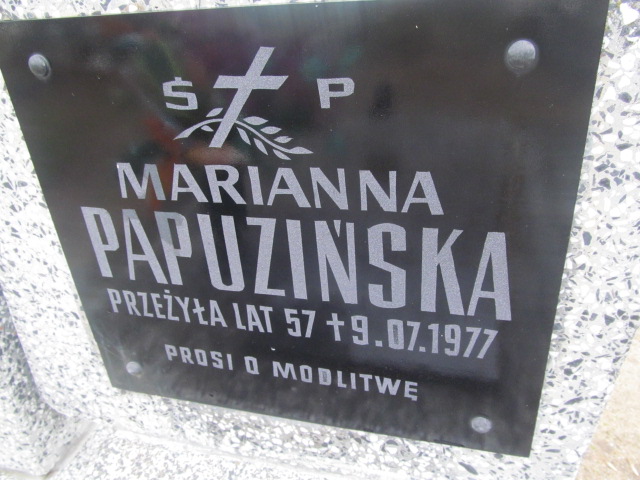 Ś P
MARIANNA
PAPUZIŃSKA
PRZEŻYŁA LAT 57 † 9.07.1977
PROSI O MODLITWĘ